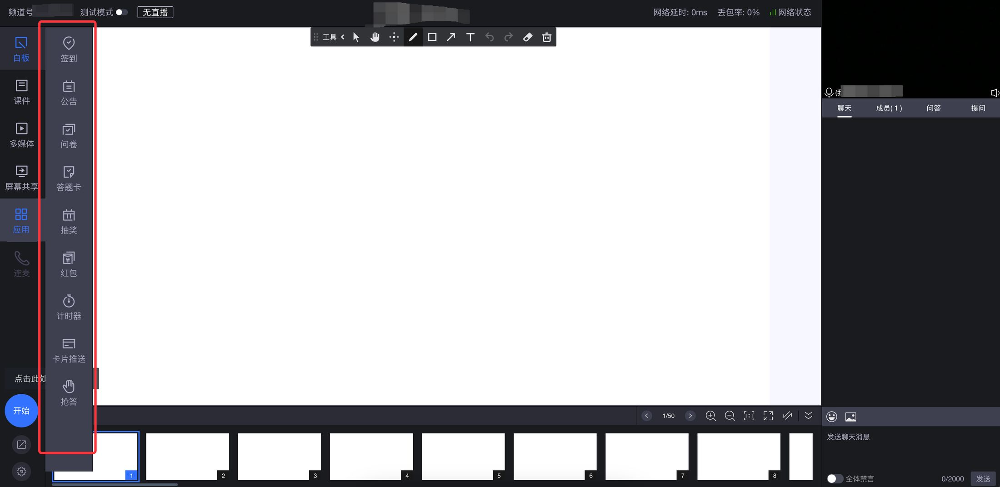 频道号
测试模式
无直播
网络延时: 0ms
丢包率: 0%
网络状态
白板
课件
多媒体
屏幕共享
应用
连麦
点击此处
开始
签到
公告
问卷
答题卡
抽奖
红包
计时器
卡片推送
抢答
工具
T
1/50
1
2
3
4
5
6
7
8
(我
聊天
成员(1)
问答
提问
发送聊天消息
全体禁言
0/2000
发送